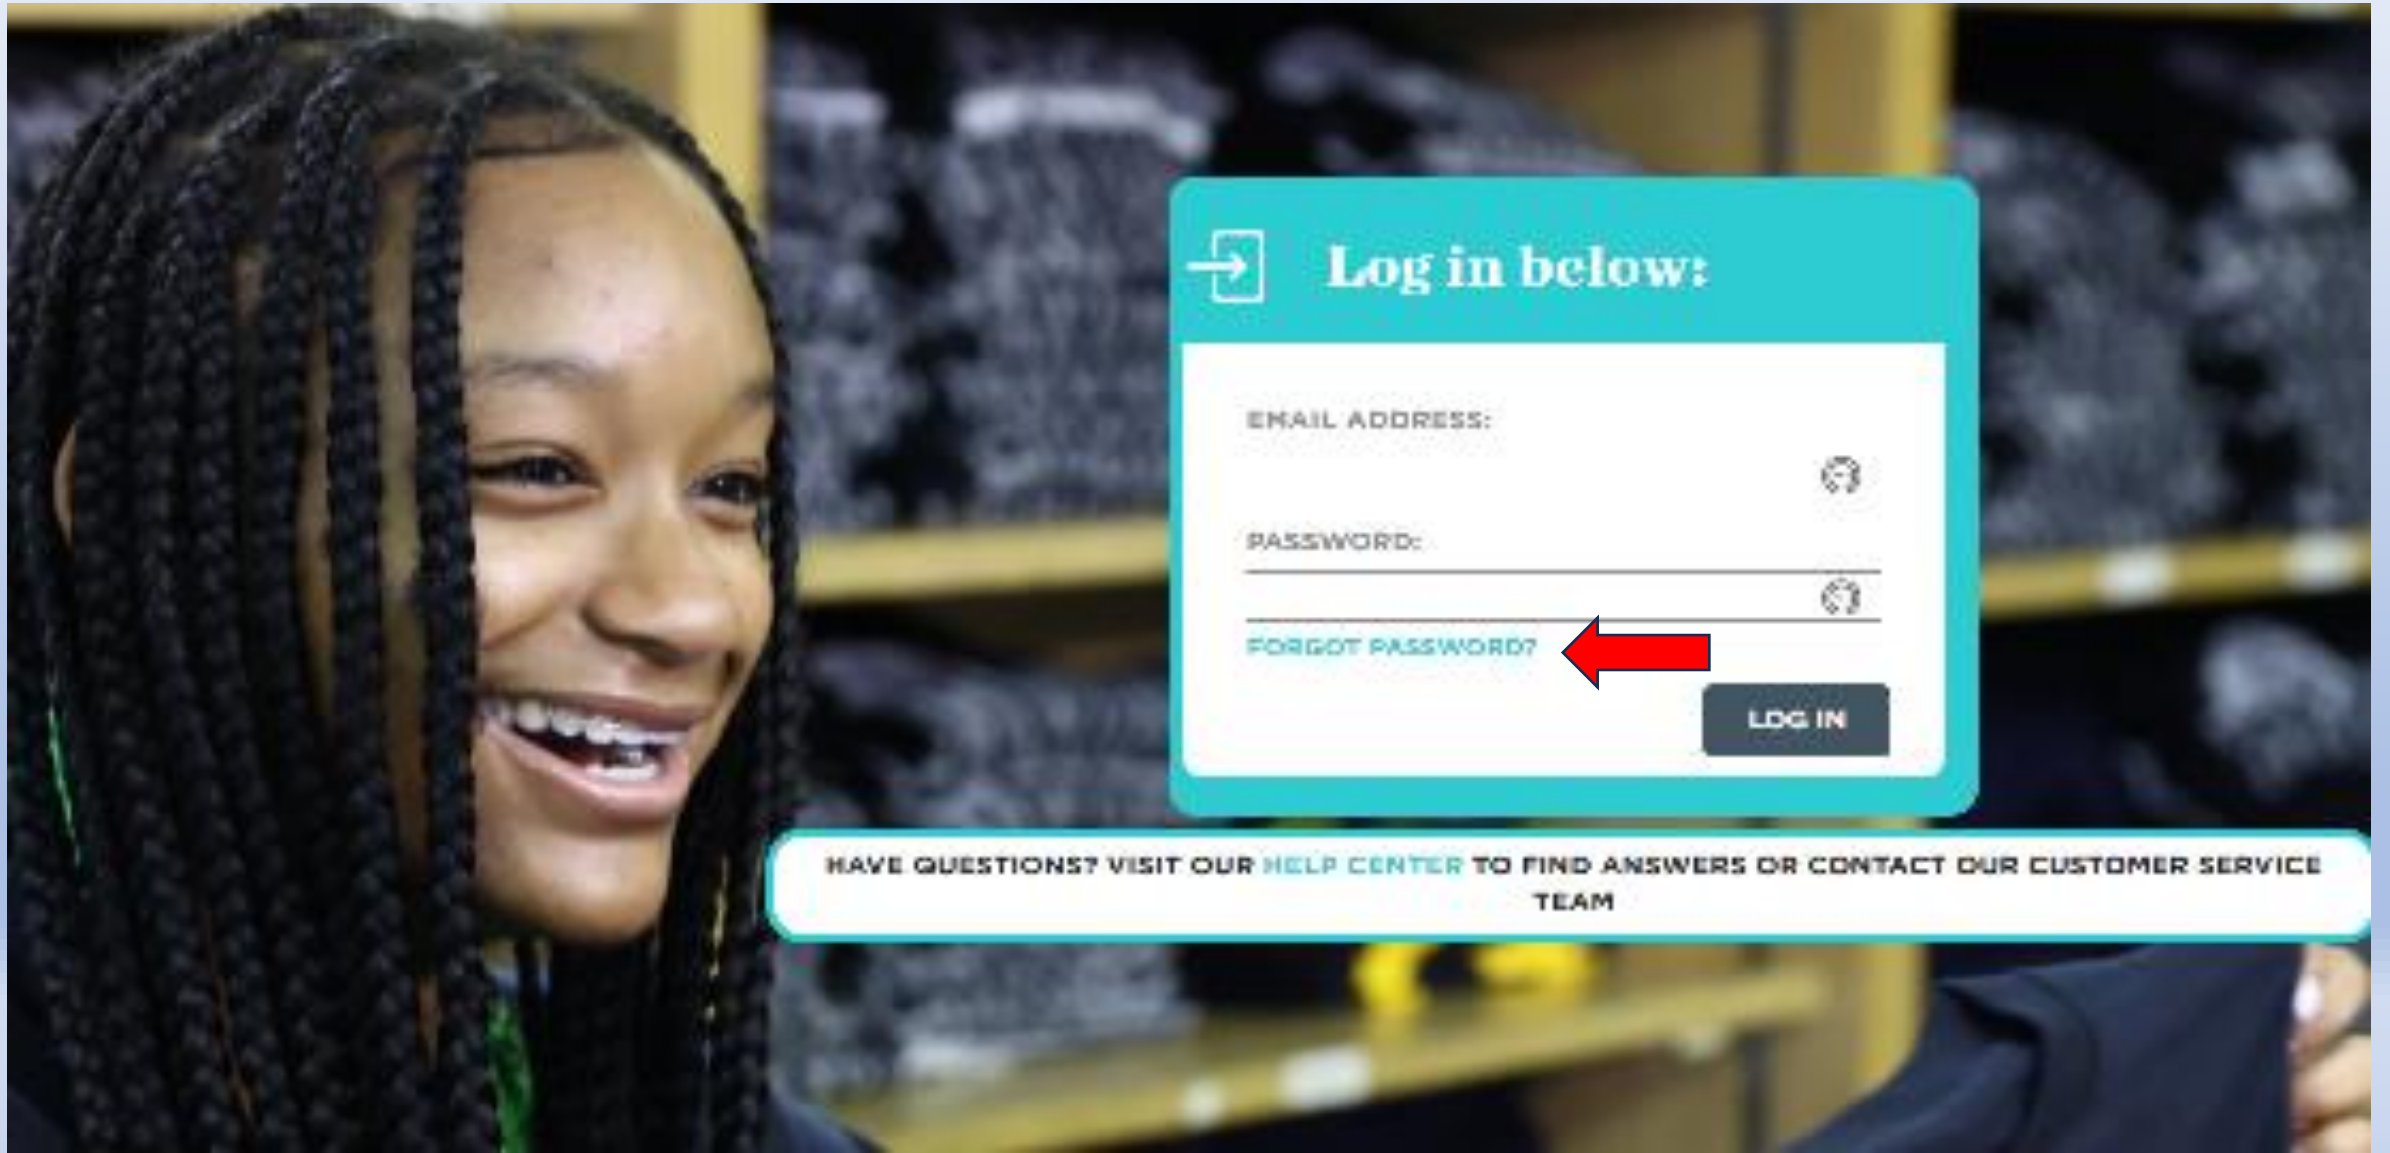 Log in below:
EMAIL ADDRESS:
PASSWORD:
FORGOT PASSWORD?
LOG IN
HAVE QUESTIONS? VISIT OUR HELP CENTER TO FIND ANSWERS OR CONTACT OUR CUSTOMER SERVICE
TEAM